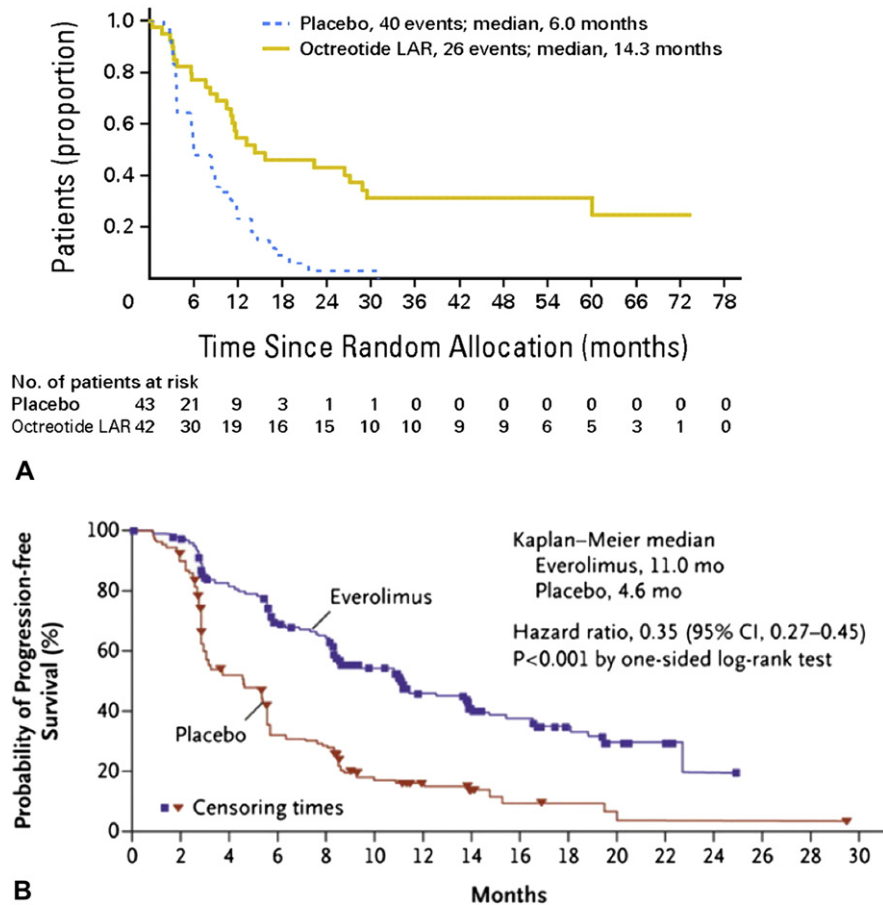 1.0
0.8
0.6
0.4
0.2
Patients (proportion)
Placebo, 40 events; median, 6.0 months
Octreotide LAR, 26 events; median, 14.3 months
0 6 12 18 24 30 36 42 48 54 60 66 72 78
Time Since Random Allocation (months)
No. of patients at risk
Placebo 43 21 9 3 1 1 0 0 0 0 0 0 0 0
Octreotide LAR 42 30 19 16 15 10 10 9 9 6 5 3 1 0
A
100
80
60
40
20
0
Probability of Progression-free
Survival (%)
Kaplan–Meier median
Everolimus, 11.0 mo
Placebo, 4.6 mo
Hazard ratio, 0.35 (95% CI, 0.27–0.45)
P<0.001 by one-sided log-rank test
Everolimus
Placebo
Censoring times
0 2 4 6 8 10 12 14 16 18 20 22 24 26 28 30
Months
B